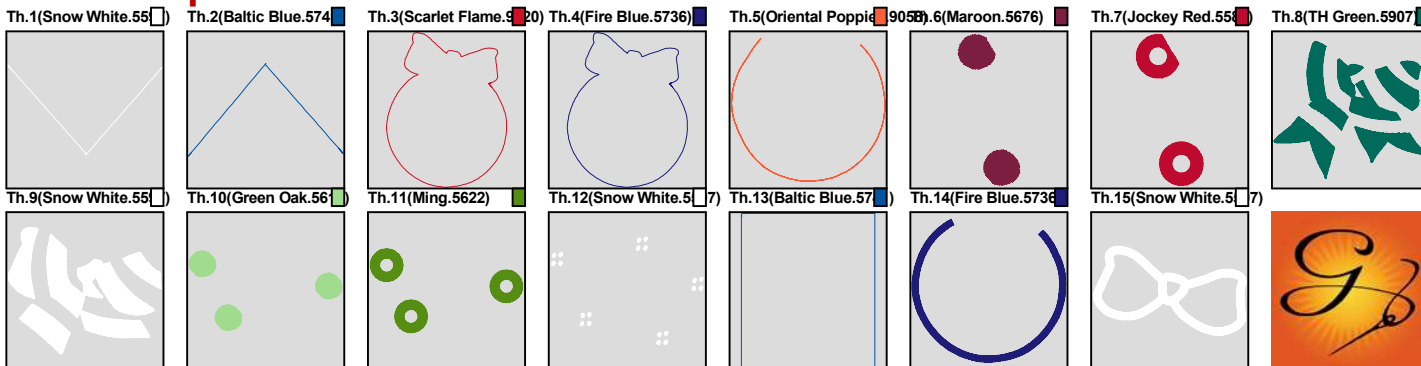 Th.1(Snow White.55 ) Th.2(Baltic Blue.574 Th.3(Scarlet Flame.9 20) Th.4(Fire Blue.5736) Th.5(Oriental Poppie .9058). Th.6(Maroon.5676) Th.7(Jockey Red.55 ) Th.8(TH Green.5907)
Th.9(Snow White.55 ) Th.10(Green Oak.561 ) Th.11(Ming.5622) Th.12(Snow White.5 7) Th.13(Baltic Blue.57 ) Th.14(Fire Blue.5736 Th.15(Snow White.5 7)